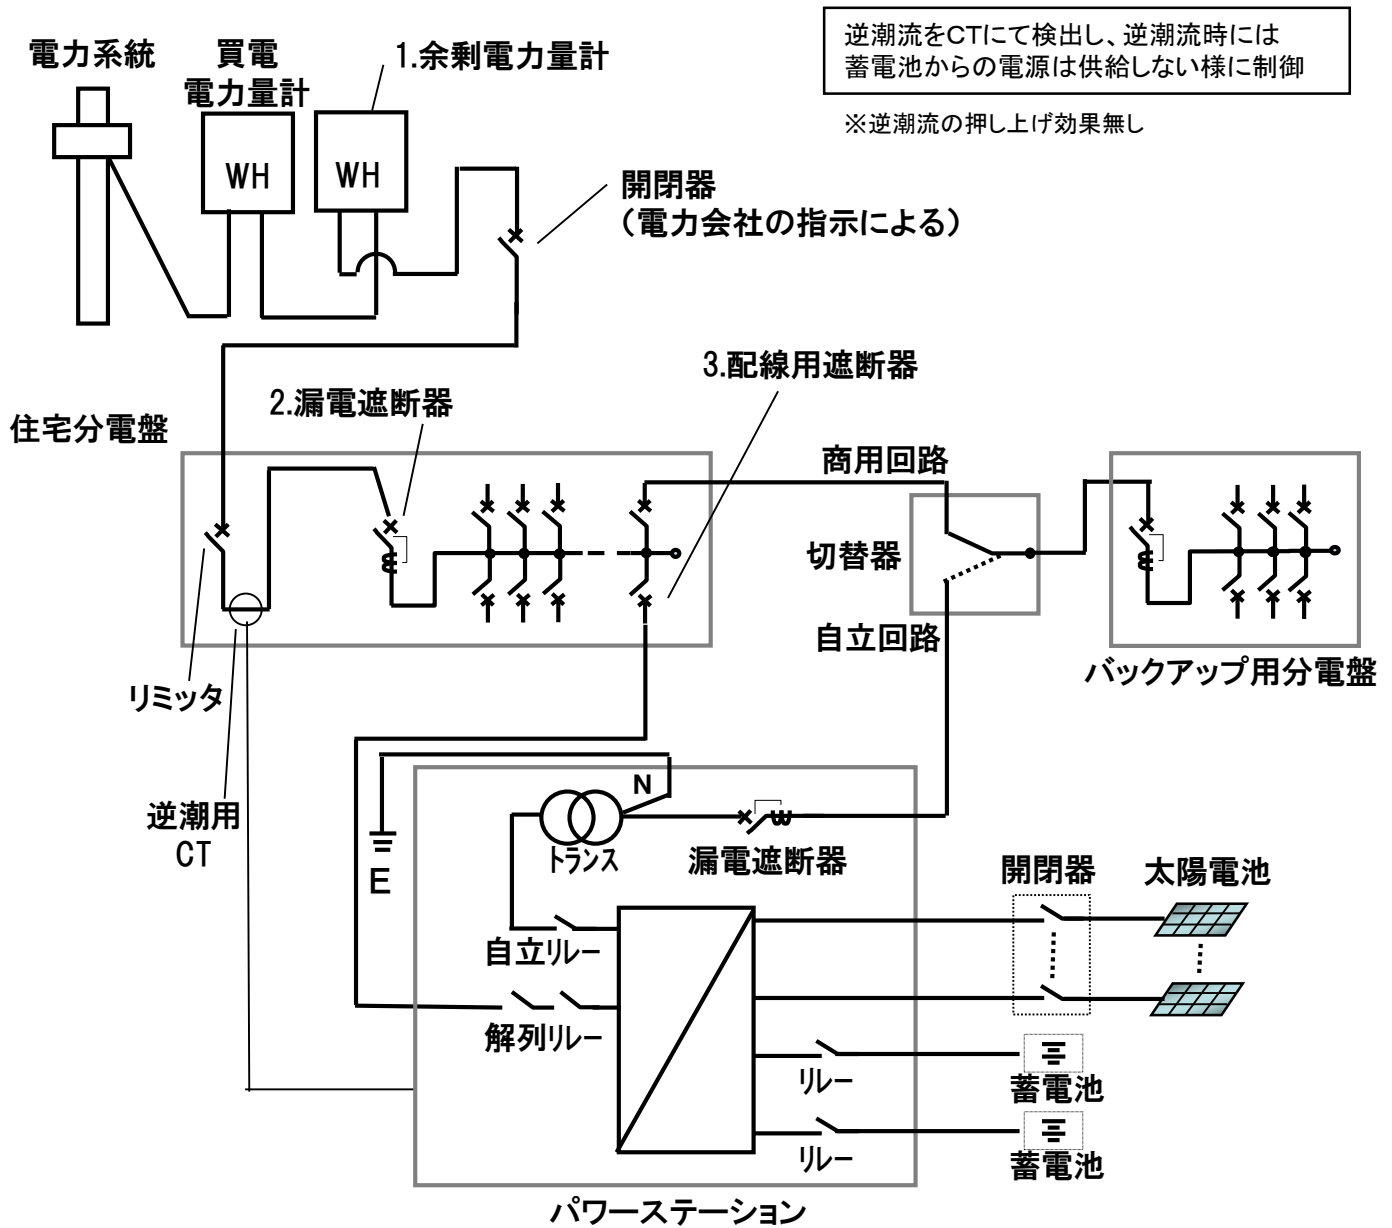 逆潮流をCTにて検出し、逆潮流時には
蓄電池からの電源は供給しない様に制御
※逆潮流の押し上げ効果無し
電力系統
買電
電力量計
1.余剰電力量計
WH
WH
開閉器
（電力会社の指示による）
3.配線用遮断器
2.漏電遮断器
住宅分電盤
商用回路
切替器
自立回路
バックアップ用分電盤
リミッタ
逆潮用
CT
N
E
トランス
漏電遮断器
開閉器
太陽電池
自立リレー
解列リレー
リレー
蓄電池
リレー
蓄電池
パワーステーション